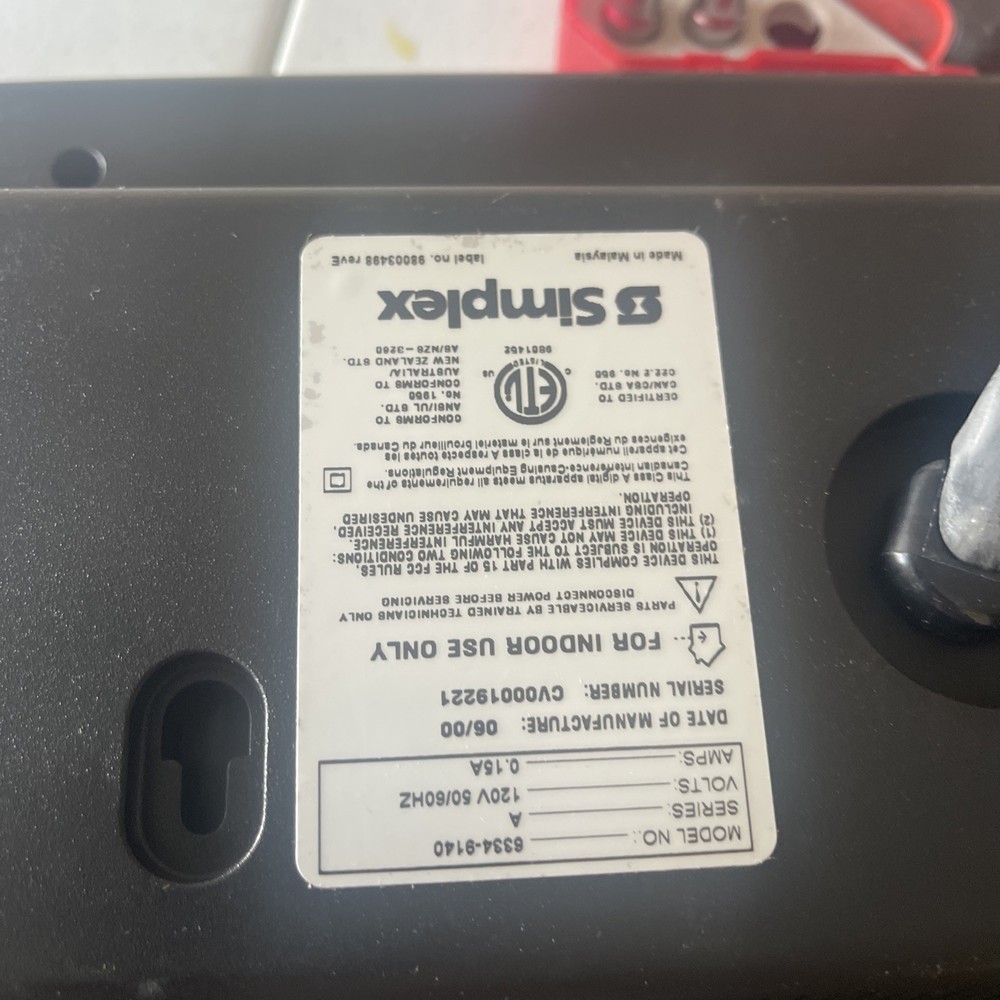 MODEL NO.: 6334-9140
SERIES: A
VOLTS: 120V 50/60HZ
AMPS: 0.15A
DATE OF MANUFACTURE: 06/00
SERIAL NUMBER: CV00019221
FOR INDOOR USE ONLY
PARTS SERVICEABLE BY TRAINED TECHNICIANS ONLY
DISCONNECT POWER BEFORE SERVICING
THIS DEVICE COMPLIES WITH PART 15 OF THE FCC RULES.
OPERATION IS SUBJECT TO THE FOLLOWING TWO CONDITIONS:
(1) THIS DEVICE MAY NOT CAUSE HARMFUL INTERFERENCE.
(2) THIS DEVICE MUST ACCEPT ANY INTERFERENCE RECEIVED,
INCLUDING INTERFERENCE THAT MAY CAUSE UNDESIRED
OPERATION.
This Class A digital apparatus meets all requirements of the
Canadian Interference-Causing Equipment Regulations.
Cet appareil numérique de la class A respecte toutes les
exigences du Reglement sur le materiel brouilleur du Canada.
CERTIFIED TO
CAN/CSA STD.
C22.2 No. 950
C ETL US
LISTED
9801452
CONFORMS TO
ANSI/UL STD.
No. 1950
CONFORMS TO
AUSTRALIA/
NEW ZEALAND STD.
AS/NZS-3260
Simplex
Made in Malaysia label no. 98003498 revE